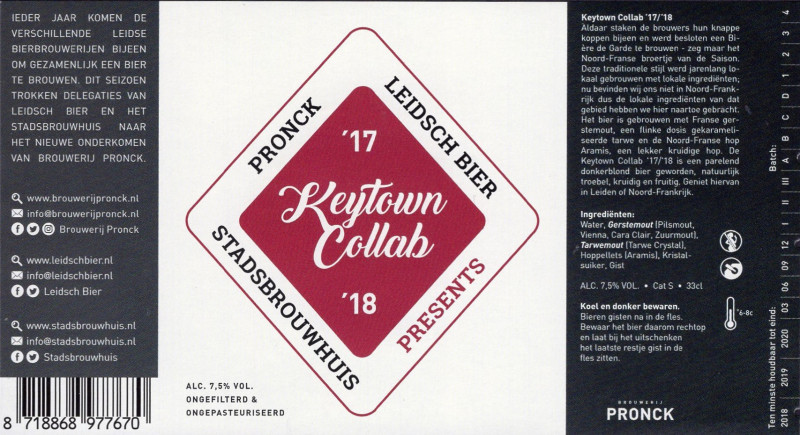 IEDER JAAR KOMEN DE
VERSCHILLENDE LEIDSE
BIERBROUWERIJEN BIJEEN
OM GEZAMENLIJK EEN BIER
TE BROUWEN. DIT SEIZOEN
TROKKEN DELEGATIES VAN
LEIDSCH BIER EN HET
STADSBROUWHUIS NAAR
HET NIEUWE ONDERKOMEN
VAN BROUWERIJ PRONCK.
www.brouwerijpronck.nl
info@brouwerijpronck.nl
Brouwerij Pronck
www.leidschbier.nl
info@leidschbier.nl
Leidsch Bier
www.stadsbrouwhuis.nl
info@stadsbrouwhuis.nl
Stadsbrouwhuis
8 718868 977670
PRONCK
LEIDSCH BIER
STADSBROUWHUIS
PRESENTS
'17
Keytown
Collab
'18
ALC. 7,5% VOL.
ONGEFILTERD &
ONGEPASTEURISEERD
Keytown Collab '17/'18
Aldaar staken de brouwers hun knappe
koppen bijeen en werd besloten een Bi-
ère de Garde te brouwen - zeg maar het
Noord-Franse broertje van de Saison.
Deze traditionele stijl werd jarenlang lo-
kaal gebrouwen met lokale ingrediënten;
nu bevinden wij ons niet in Noord-Frank-
rijk dus de lokale ingrediënten van dat
gebied hebben we hier naartoe gebracht.
Het bier is gebrouwen met Franse ger-
stemout, een flinke dosis gekarameli-
seerde tarwe en de Noord-Franse hop
Aramis, een lekker kruidige hop. De
Keytown Collab '17/'18 is een parelend
donkerblond bier geworden, natuurlijk
troebel, kruidig en fruitig. Geniet hiervan
in Leiden of Noord-Frankrijk.
Ingrediënten:
Water, Gerstemout (Pilsmout,
Vienna, Cara Clair, Zuurmout),
Tarwemout (Tarwe Crystal),
Hoppellets (Aramis), Kristal-
suiker, Gist
ALC. 7,5% VOL. • Cat S • 33cl
Koel en donker bewaren.
Bieren gisten na in de fles.
Bewaar het bier daarom rechtop
en laat bij het uitschenken
het laatste restje gist in de
fles zitten.
°6-8c
BROUWERIJ
PRONCK
Batch:
I II III A B C D 1 2 3 4
Ten minste houdbaar tot eind:
2018 2019 2020 03 06 09 12